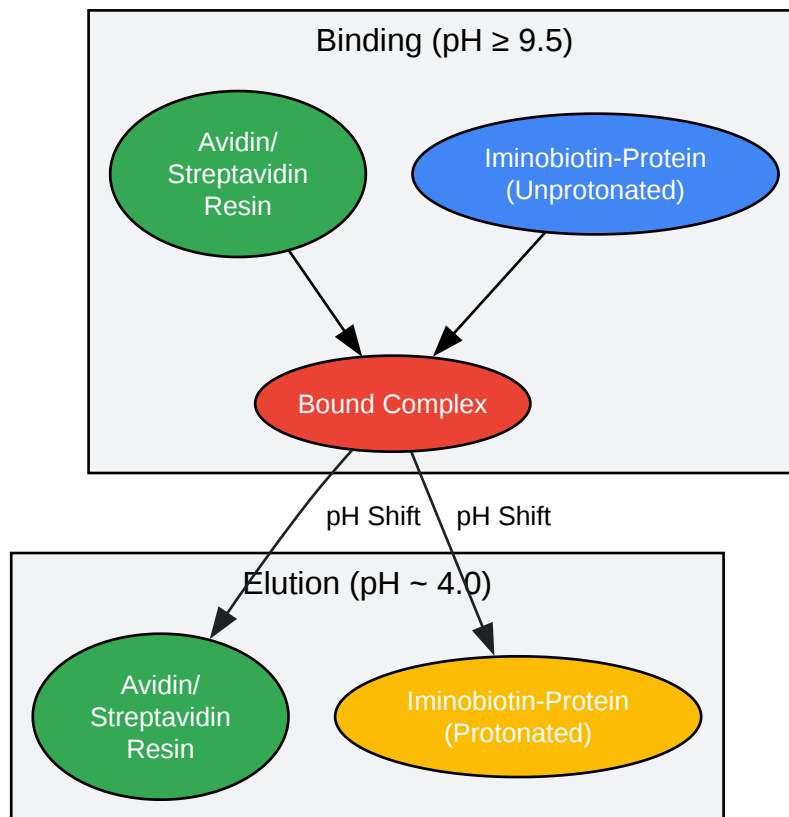 Binding (pH ≥ 9.5)
Avidin/
Streptavidin
Resin
Iminobiotin-Protein
(Unprotonated)
Bound Complex
pH Shift
pH Shift
Elution (pH ~ 4.0)
Avidin/
Streptavidin
Resin
Iminobiotin-Protein
(Protonated)